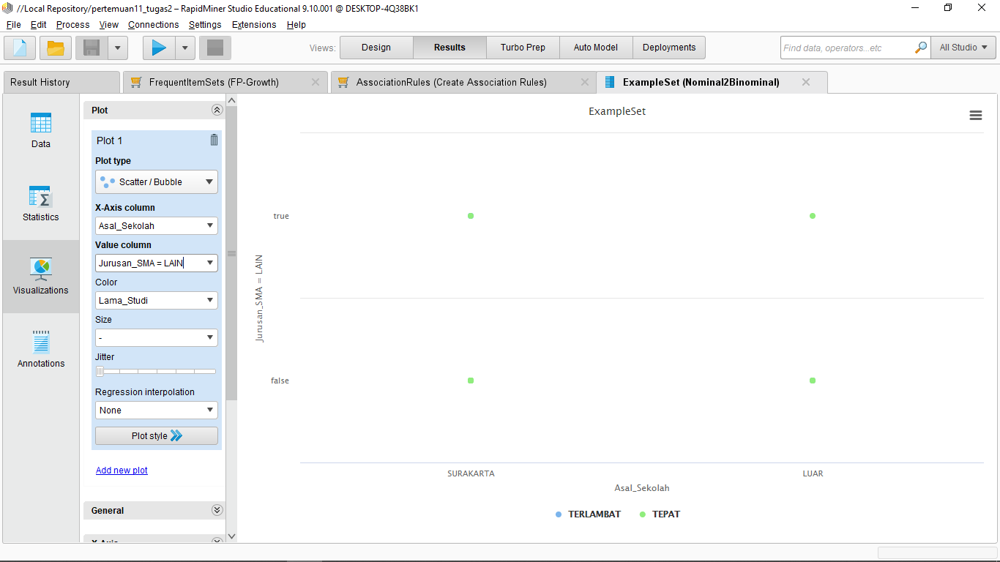 //Local Repository/pertemuan11_tugas2 – RapidMiner Studio Educational 9.10.001 @ DESKTOP-4Q38BK1
File Edit Process View Connections Settings Extensions Help
Views: Design Results Turbo Prep Auto Model Deployments Find data, operators...etc All Studio
Result History FrequentItemSets (FP-Growth) AssociationRules (Create Association Rules) ExampleSet (Nominal2Binominal)
Data
Statistics
Visualizations
Annotations
Plot
Plot 1
Plot type
Scatter / Bubble
X-Axis column
Asal_Sekolah
Value column
Jurusan_SMA = LAIN
Color
Lama_Studi
Size
-
Jitter
Regression interpolation
None
Plot style
Add new plot
General
X-Axis
ExampleSet
true
false
Jurusan_SMA = LAIN
SURAKARTA LUAR
Asal_Sekolah
TERLAMBAT TEPAT